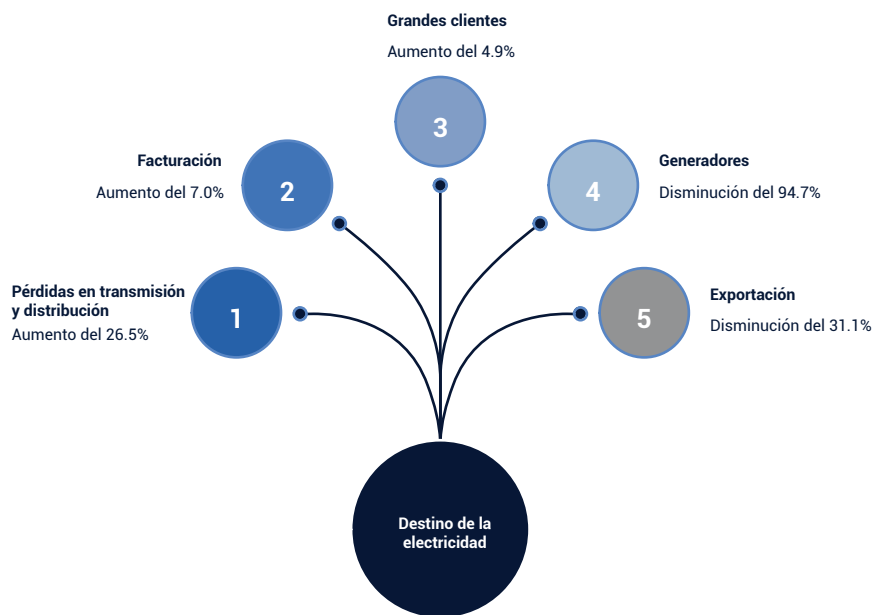 Grandes clientes
Aumento del 4.9%
3
Facturación
Aumento del 7.0%
2
4
Generadores
Disminución del 94.7%
Pérdidas en transmisión
y distribución
Aumento del 26.5%
1
5
Exportación
Disminución del 31.1%
Destino de la
electricidad